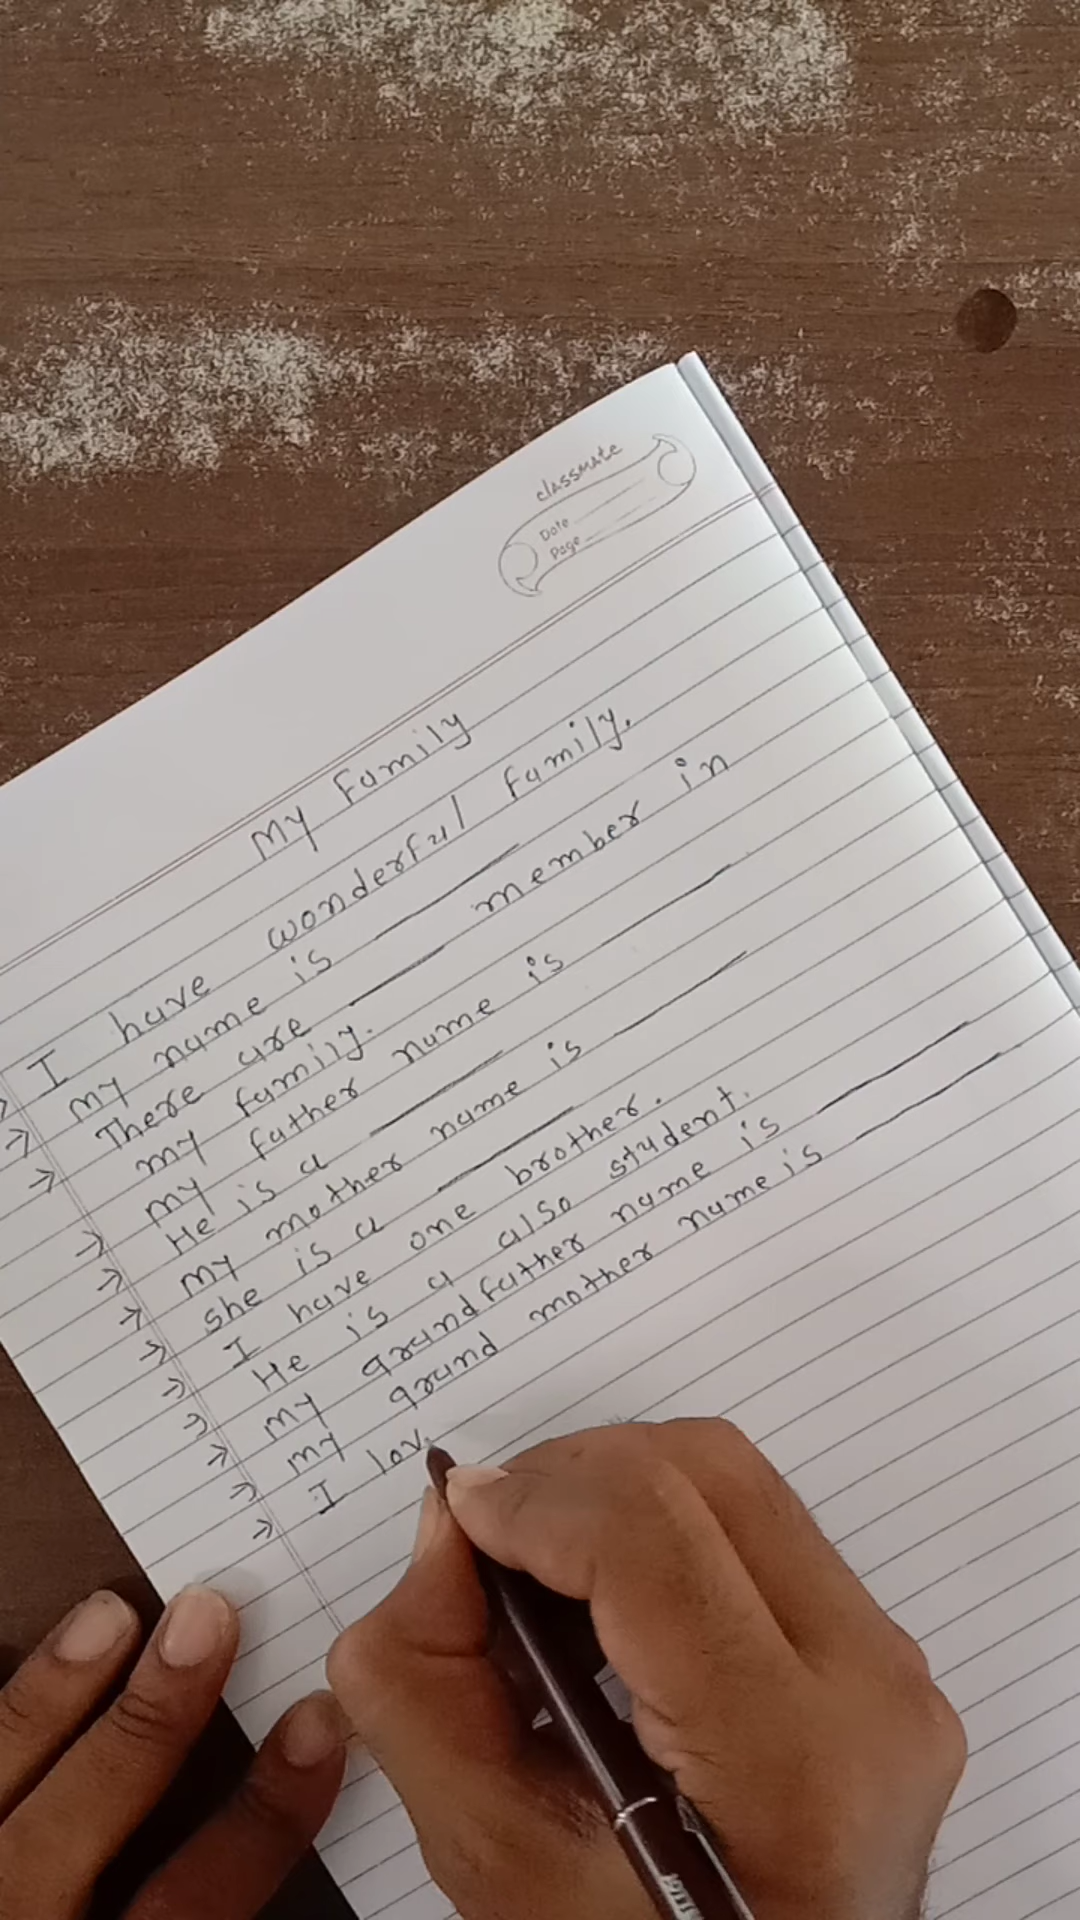 classmate
Date
Page
My Family
→ I have wonderful family.
→ My name is
→ There are member in
my family.
→ My father name is
→ He is a
→ My mother name is
→ she is a
→ I have one brother.
→ He is a also student.
→ My grandfather name is
→ My grand mother name is
→ I lov